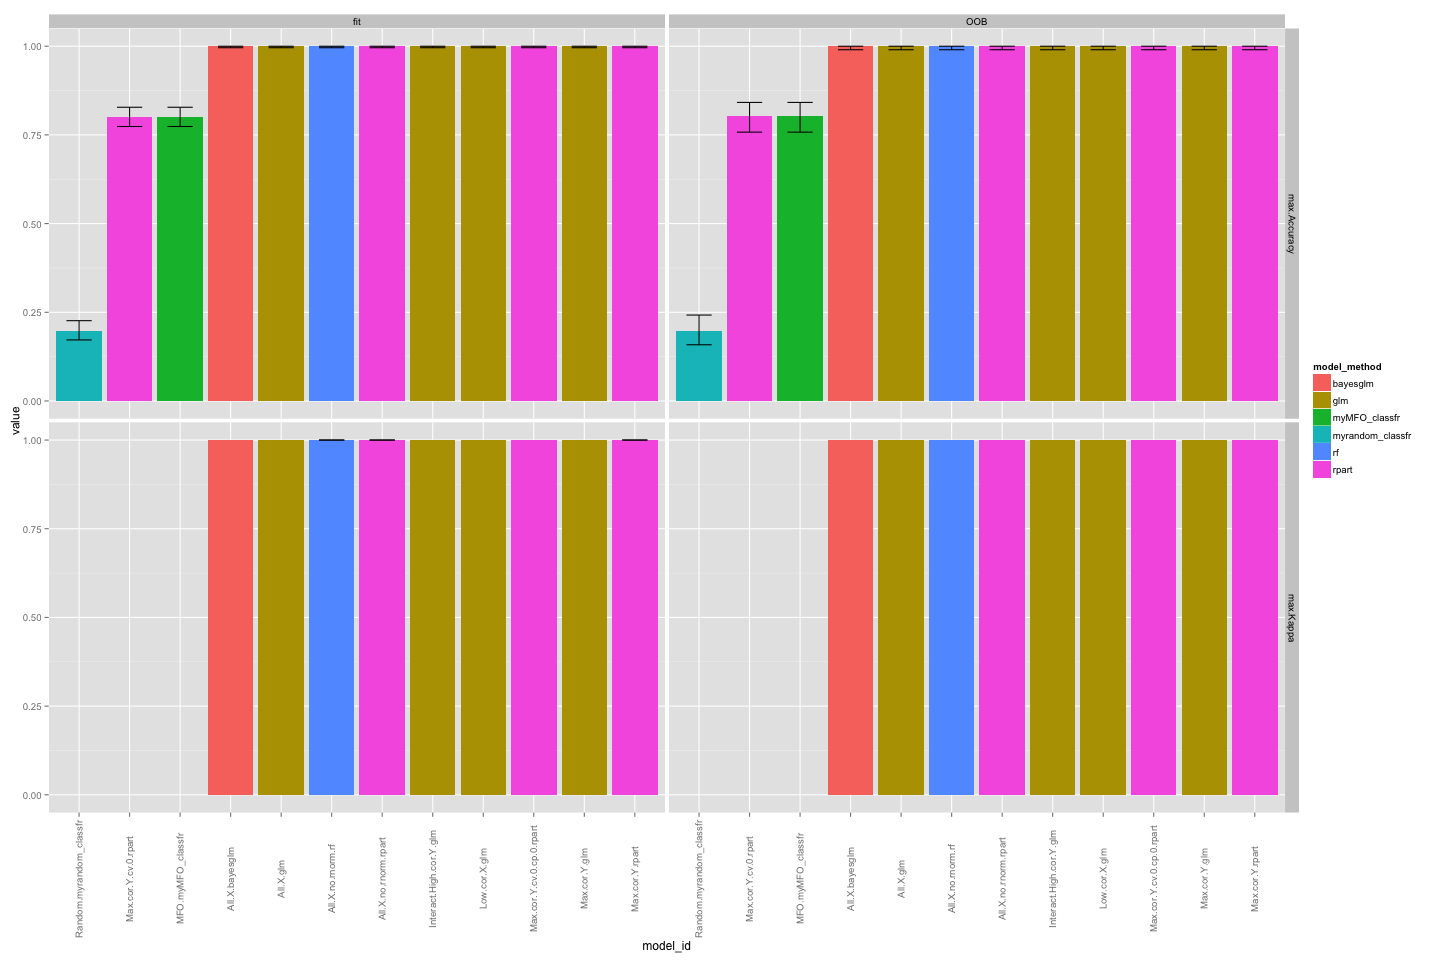 fit
OOB
1.00
0.75
0.50
0.25
0.00
max.Accuracy
1.00
0.75
0.50
0.25
0.00
max.Kappa
value
Random.myrandom_classfr
Max.cor.Y.cv.0.rpart
MFO.myMFO_classfr
All.X.bayesglm
All.X.glm
All.X.no.rnorm.rf
All.X.no.rnorm.rpart
Interact.High.cor.Y.glm
Low.cor.X.glm
Max.cor.Y.cv.0.cp.0.rpart
Max.cor.Y.glm
Max.cor.Y.rpart
Random.myrandom_classfr
Max.cor.Y.cv.0.rpart
MFO.myMFO_classfr
All.X.bayesglm
All.X.glm
All.X.no.rnorm.rf
All.X.no.rnorm.rpart
Interact.High.cor.Y.glm
Low.cor.X.glm
Max.cor.Y.cv.0.cp.0.rpart
Max.cor.Y.glm
Max.cor.Y.rpart
model_id
model_method
bayesglm
glm
myMFO_classfr
myrandom_classfr
rf
rpart